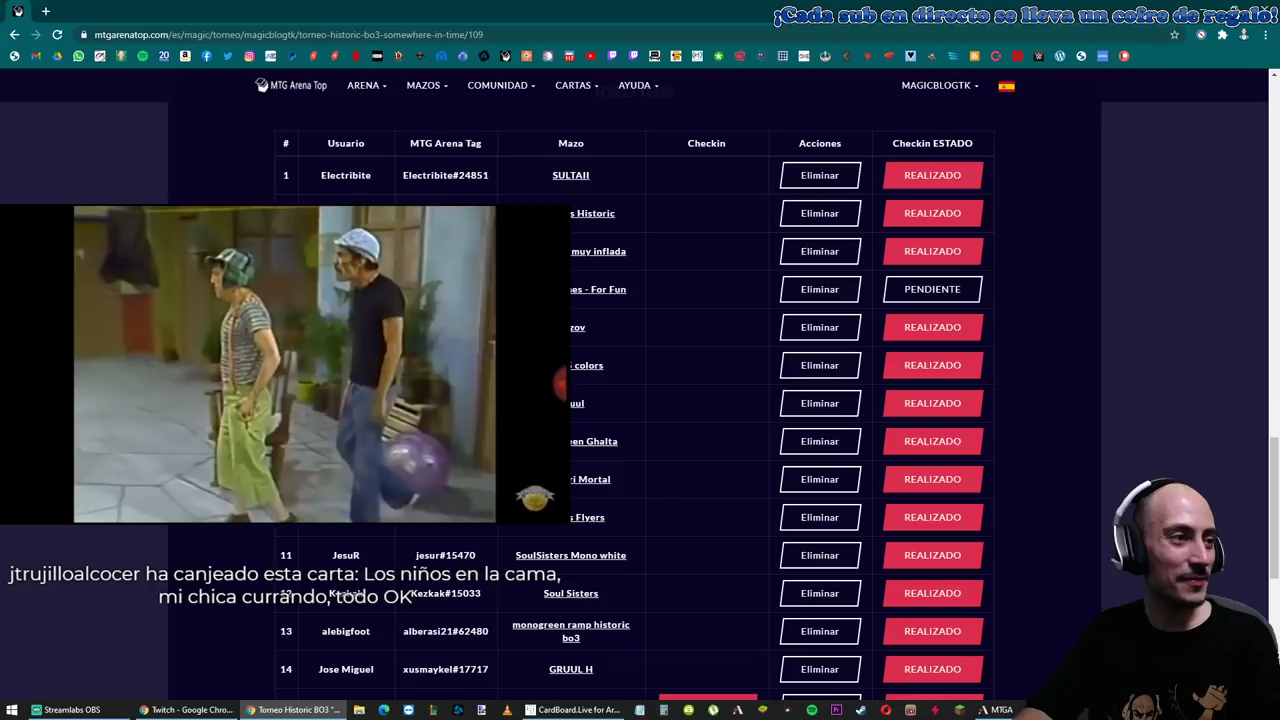 ¡Cada sub en directo se lleva un cofre de regalo!
mtgarenatop.com/es/magic/torneo/magicblogtk/torneo-historic-bo3-somewhere-in-time/109
MTG Arena Top ARENA MAZOS COMUNIDAD CARTAS AYUDA MAGICBLOGTK
# Usuario MTG Arena Tag Mazo Checkin Acciones Checkin ESTADO
1 Electribite Electribite#24851 SULTAII Eliminar REALIZADO
s Historic Eliminar REALIZADO
muy inflada Eliminar REALIZADO
es - For Fun Eliminar PENDIENTE
zov Eliminar REALIZADO
colors Eliminar REALIZADO
uul Eliminar REALIZADO
een Ghalta Eliminar REALIZADO
ri Mortal Eliminar REALIZADO
s Flyers Eliminar REALIZADO
11 JesuR jesur#15470 SoulSisters Mono white Eliminar REALIZADO
jtrujilloalcocer ha canjeado esta carta: Los niños en la cama,
mi chica currando, todo OK
Kezkak#15033 Soul Sisters Eliminar REALIZADO
13 alebigfoot alberasi21#62480 monogreen ramp historic bo3 Eliminar REALIZADO
14 Jose Miguel xusmaykel#17717 GRUUL H Eliminar REALIZADO
Streamlabs OBS Twitch - Google Chro... Torneo Historic BO3 "... CardBoard.Live for Ar... MTGA